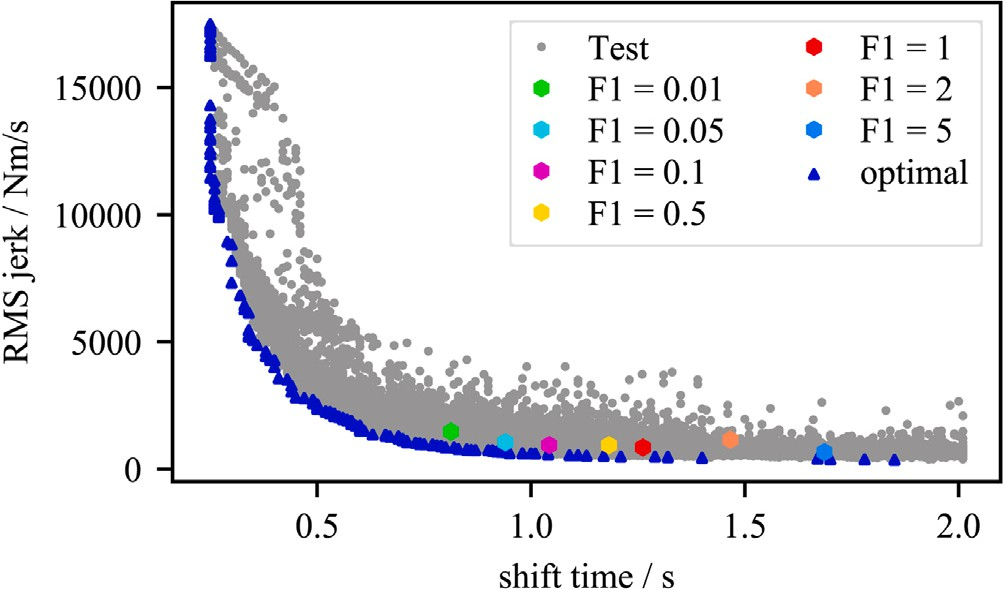 15000
10000
5000
0
RMS jerk / Nm/s
Test
F1 = 0.01
F1 = 0.05
F1 = 0.1
F1 = 0.5
F1 = 1
F1 = 2
F1 = 5
optimal
0.5
1.0
1.5
2.0
shift time / s